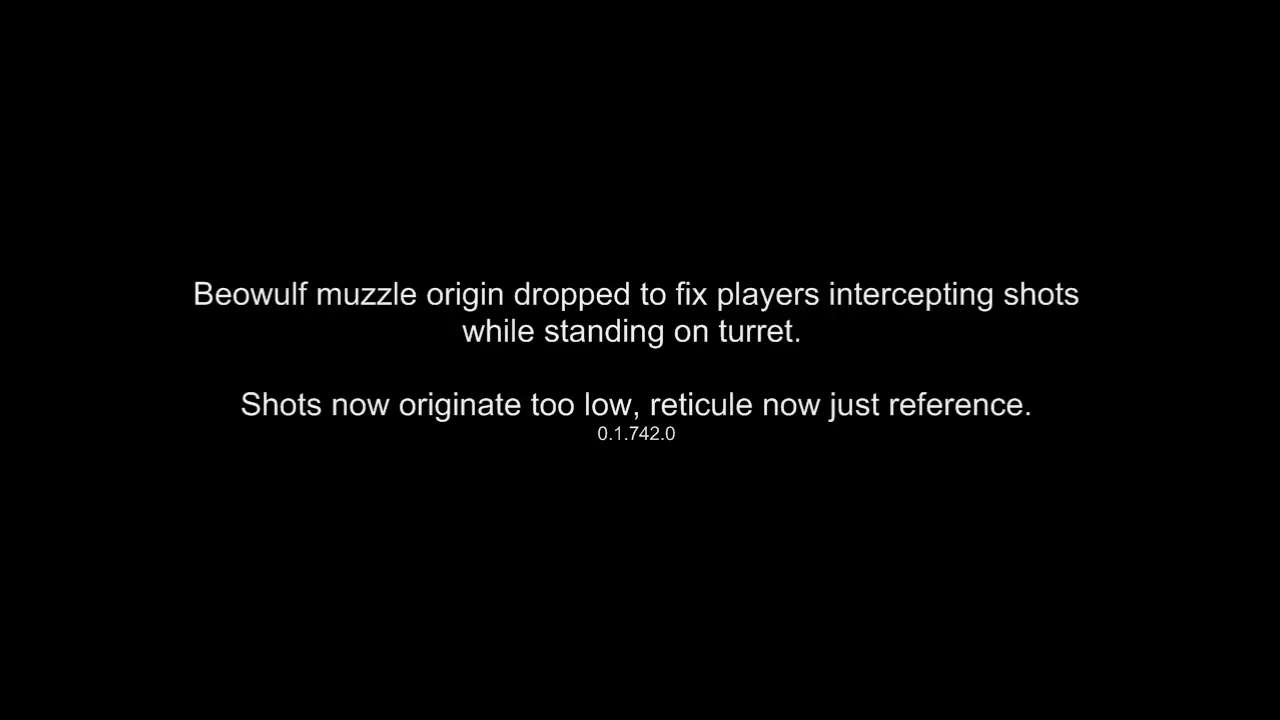 Beowulf muzzle origin dropped to fix players intercepting shots
while standing on turret.
Shots now originate too low, reticule now just reference.
0.1.742.0